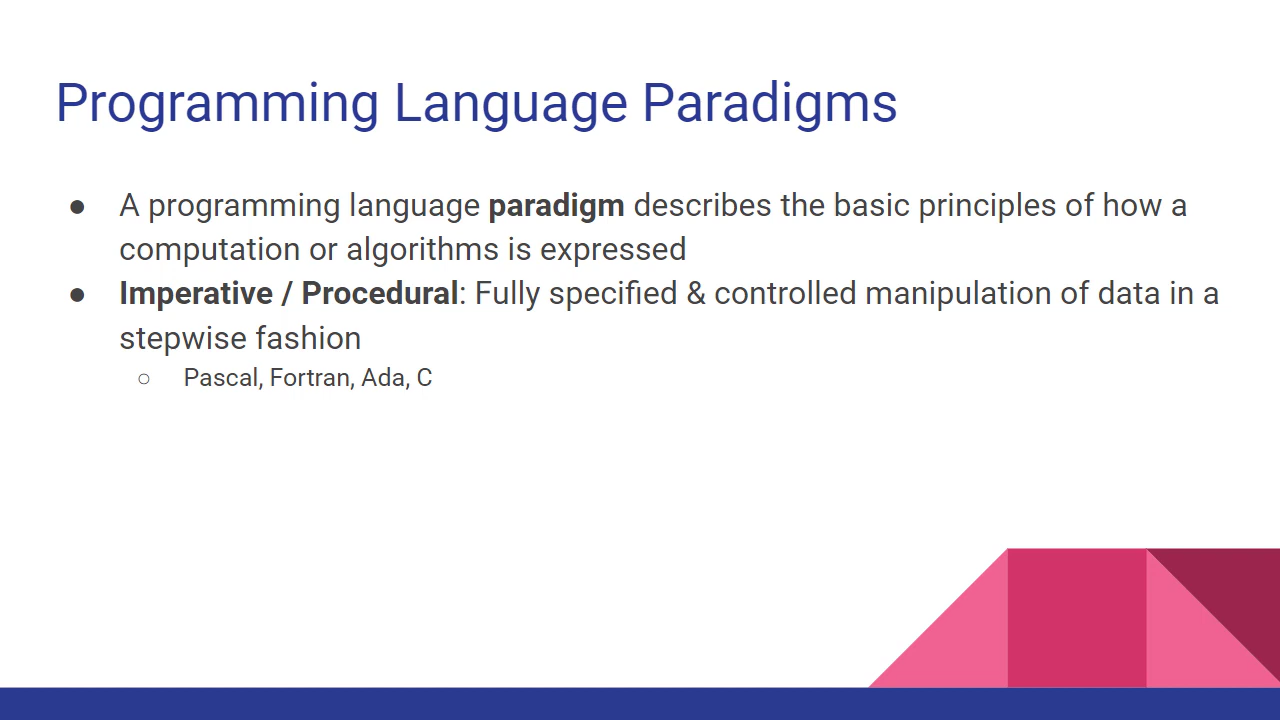 Programming Language Paradigms
● A programming language paradigm describes the basic principles of how a
computation or algorithms is expressed
● Imperative / Procedural: Fully specified & controlled manipulation of data in a
stepwise fashion
○ Pascal, Fortran, Ada, C